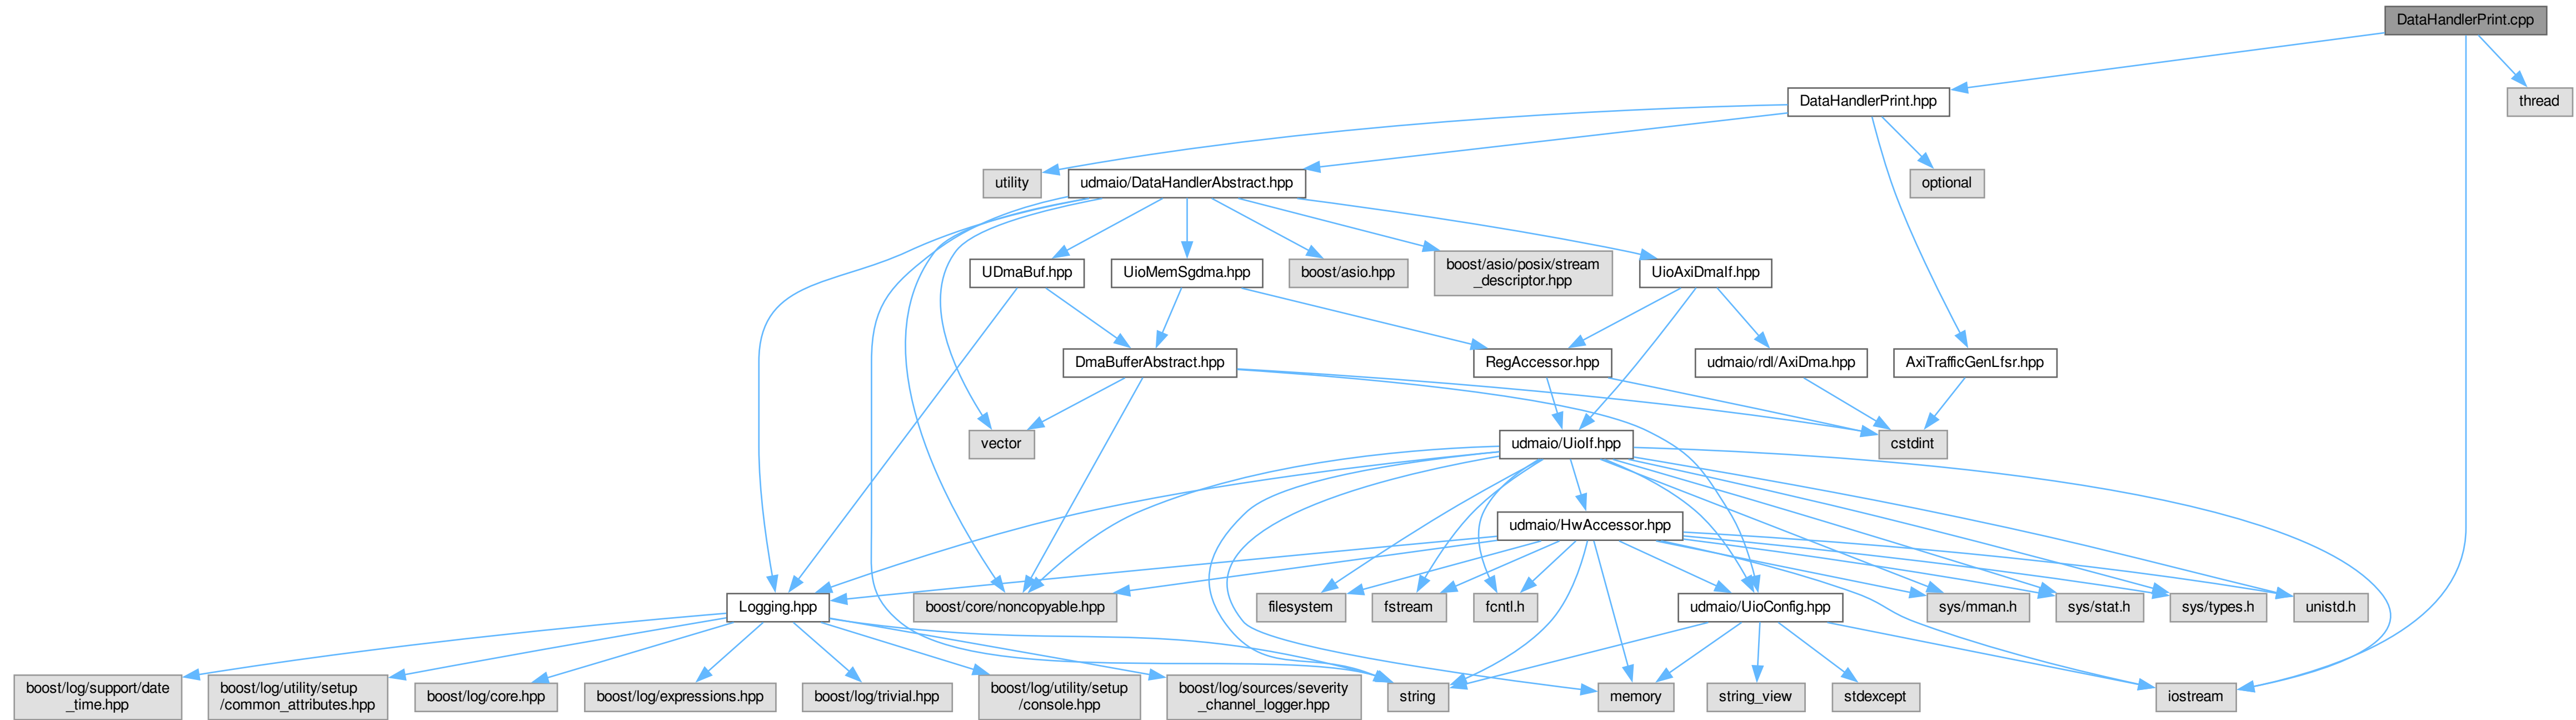 DataHandlerPrint.cpp
DataHandlerPrint.hpp
thread
utility
udmaio/DataHandlerAbstract.hpp
optional
UDmaBuf.hpp
UioMemSgdma.hpp
boost/asio.hpp
boost/asio/posix/stream
_descriptor.hpp
UioAxiDmaIf.hpp
DmaBufferAbstract.hpp
RegAccessor.hpp
udmaio/rdl/AxiDma.hpp
AxiTrafficGenLfsr.hpp
vector
udmaio/UioIf.hpp
cstdint
udmaio/HwAccessor.hpp
Logging.hpp
boost/core/noncopyable.hpp
filesystem
fstream
fcntl.h
udmaio/UioConfig.hpp
sys/mman.h
sys/stat.h
sys/types.h
unistd.h
boost/log/support/date
_time.hpp
boost/log/utility/setup
/common_attributes.hpp
boost/log/core.hpp
boost/log/expressions.hpp
boost/log/trivial.hpp
boost/log/utility/setup
/console.hpp
boost/log/sources/severity
_channel_logger.hpp
string
memory
string_view
stdexcept
iostream